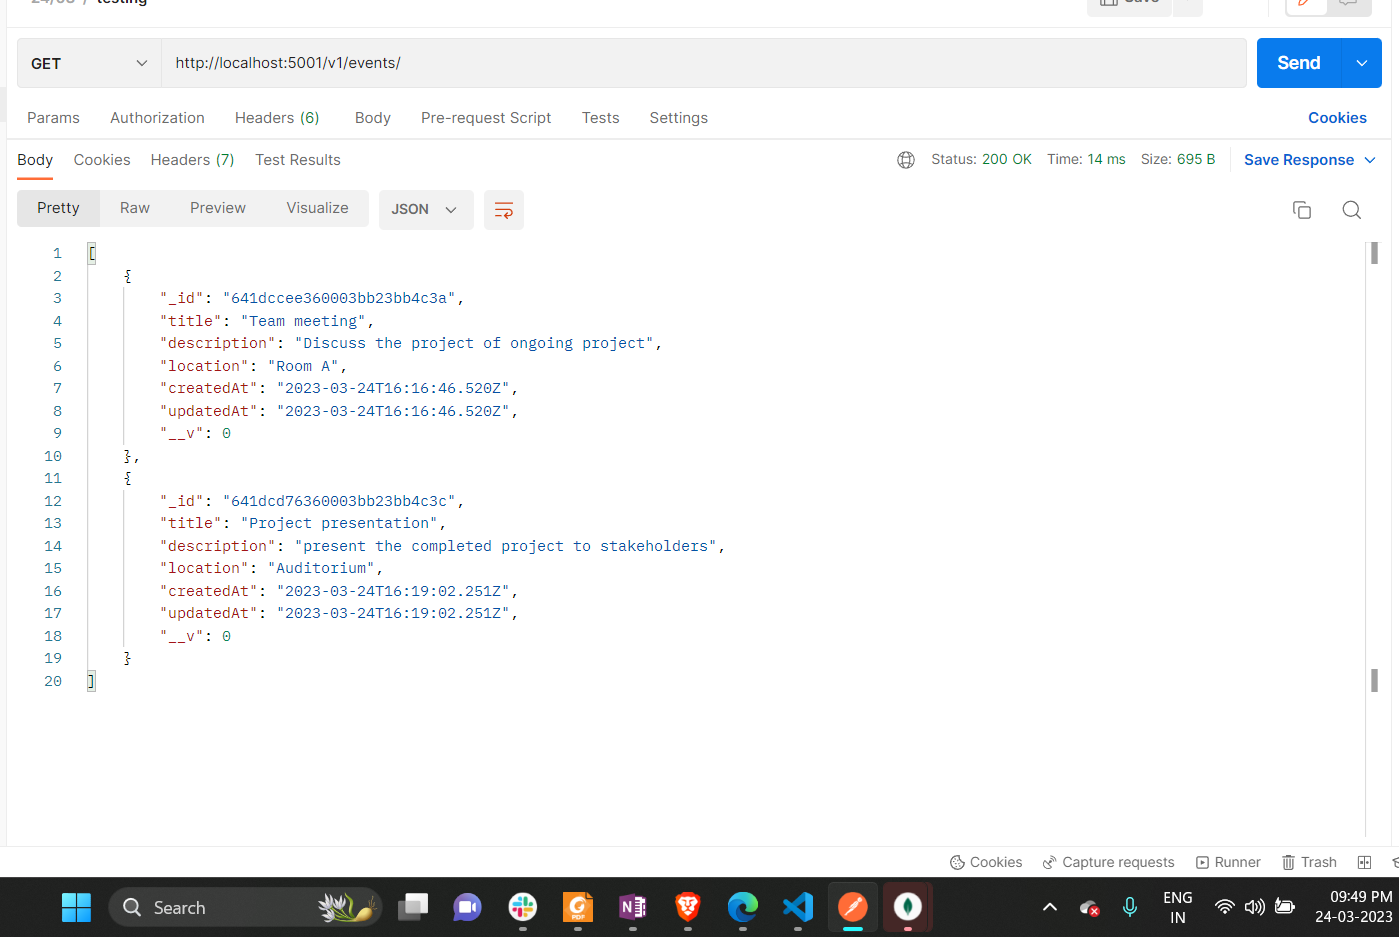 24/03 / testing
Save
GET
http://localhost:5001/v1/events/
Send
Params Authorization Headers (6) Body Pre-request Script Tests Settings
Cookies
Body Cookies Headers (7) Test Results
Status: 200 OK Time: 14 ms Size: 695 B Save Response
Pretty Raw Preview Visualize JSON
1 [
2 {
3 "_id": "641dccee360003bb23bb4c3a",
4 "title": "Team meeting",
5 "description": "Discuss the project of ongoing project",
6 "location": "Room A",
7 "createdAt": "2023-03-24T16:16:46.520Z",
8 "updatedAt": "2023-03-24T16:16:46.520Z",
9 "__v": 0
10 },
11 {
12 "_id": "641dcd76360003bb23bb4c3c",
13 "title": "Project presentation",
14 "description": "present the completed project to stakeholders",
15 "location": "Auditorium",
16 "createdAt": "2023-03-24T16:19:02.251Z",
17 "updatedAt": "2023-03-24T16:19:02.251Z",
18 "__v": 0
19 }
20 ]
Cookies Capture requests Runner Trash
Search
PDF
N
ENG
IN
09:49 PM
24-03-2023